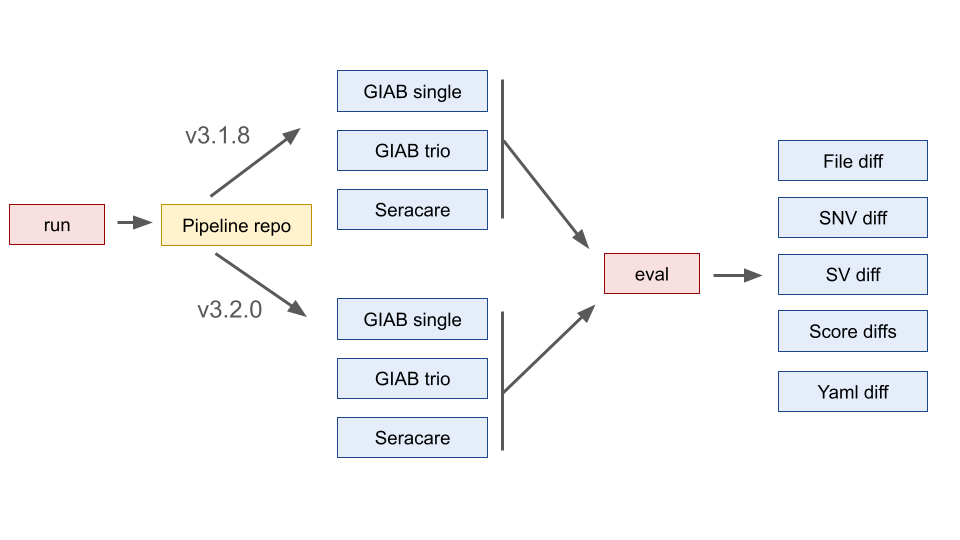 run
Pipeline repo
v3.1.8
GIAB single
GIAB trio
Seracare
v3.2.0
GIAB single
GIAB trio
Seracare
eval
File diff
SNV diff
SV diff
Score diffs
Yaml diff